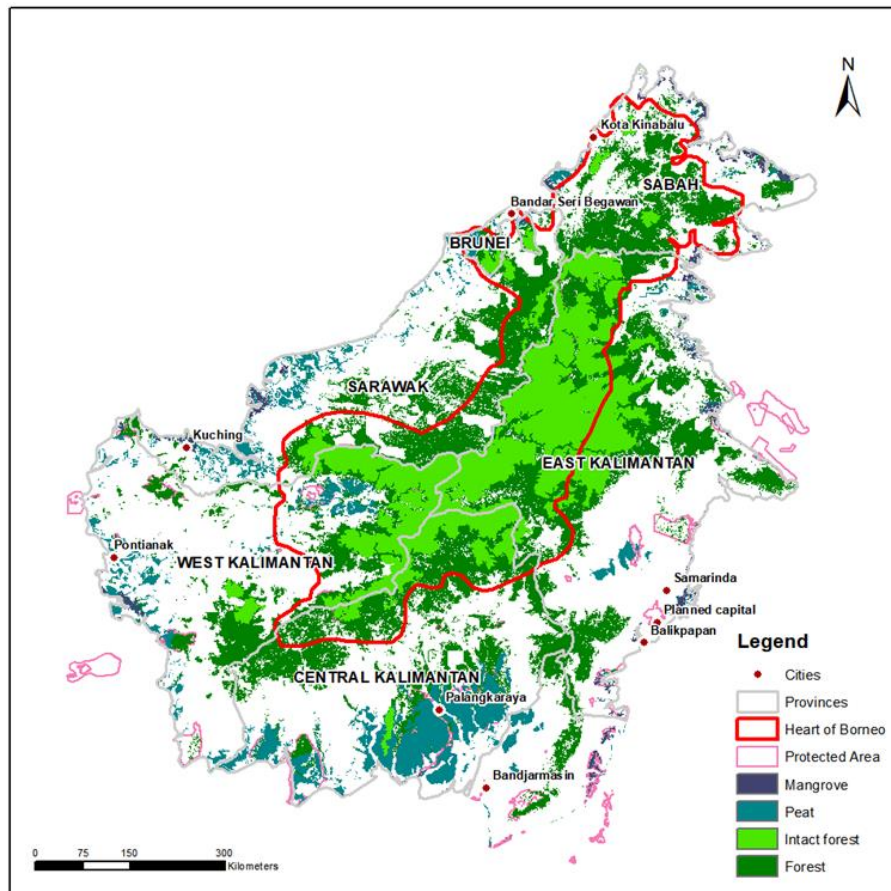 N
Kota Kinabalu
SABAH
Bandar, Seri Begawan
BRUNEI
SARAWAK
Kuching
EAST KALIMANTAN
Pontianak
WEST KALIMANTAN
Samarinda
Planned capital
Balikpapan
CENTRAL KALIMANTAN
Palangkaraya
Bandjarmasin
Legend
Cities
Provinces
Heart of Borneo
Protected Area
Mangrove
Peat
Intact forest
Forest
0 75 150 300
Kilometers